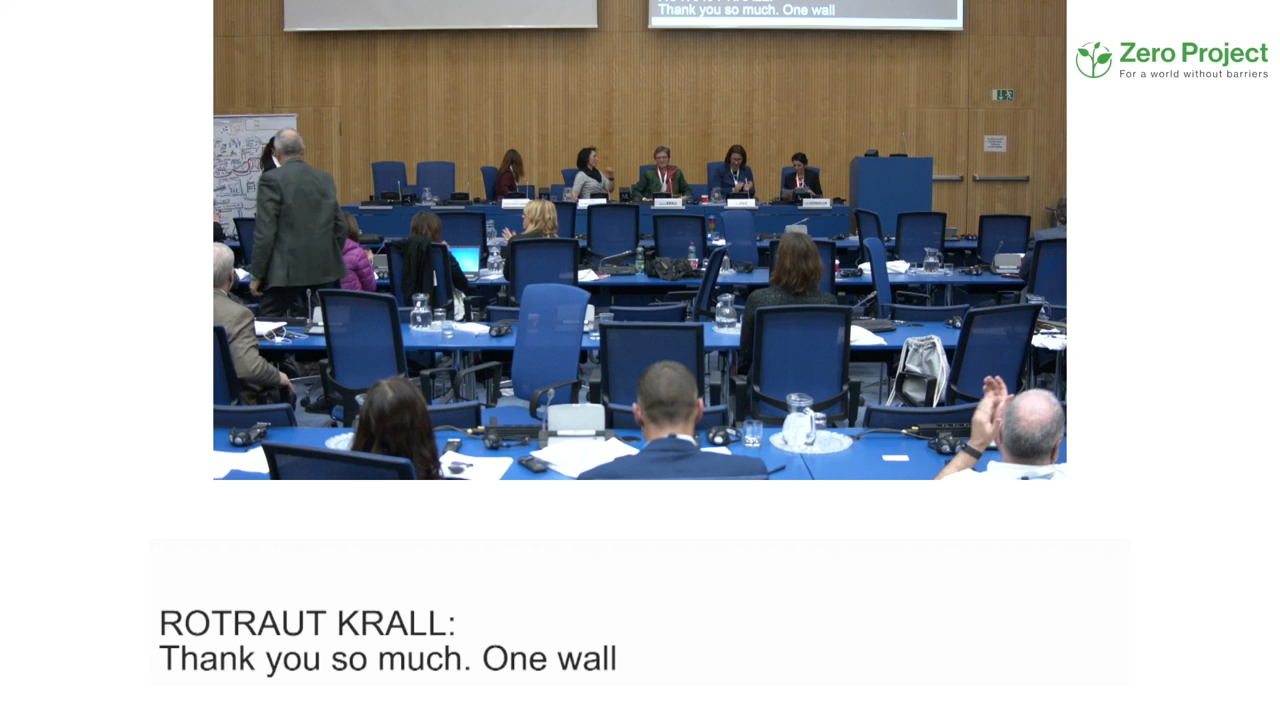 Thank you so much. One wall
Zero Project
For a world without barriers
ROTRAUT KRALL:
Thank you so much. One wall